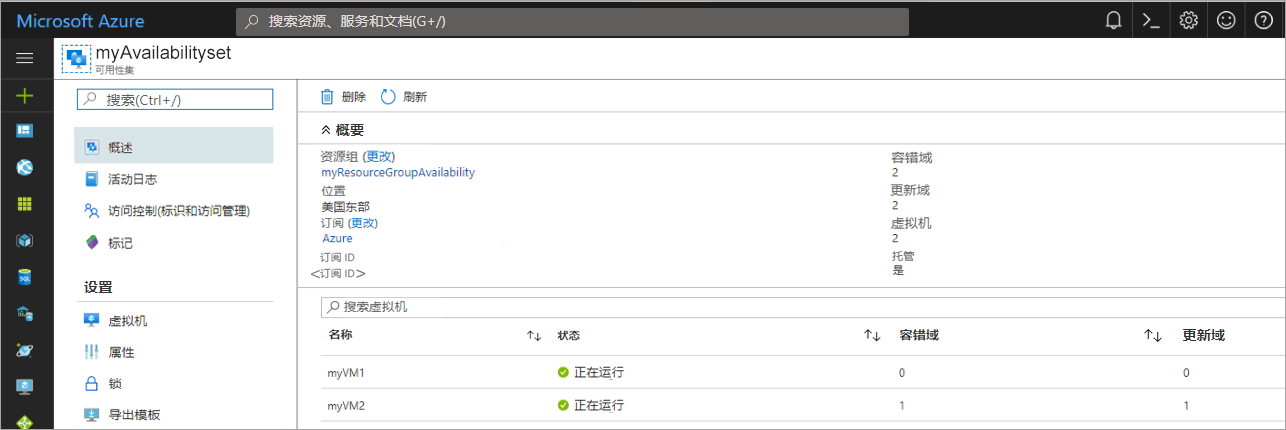 Microsoft Azure
搜索资源、服务和文档(G+/)
myAvailabilityset
可用性集
搜索(Ctrl+/)
概述
活动日志
访问控制(标识和访问管理)
标记
设置
虚拟机
属性
锁
导出模板
删除 刷新
概要
资源组 (更改)
myResourceGroupAvailability
位置
美国东部
订阅 (更改)
Azure
订阅 ID
<订阅 ID>
容错域
2
更新域
2
虚拟机
2
托管
是
搜索虚拟机
名称 状态 容错域 更新域
myVM1 正在运行 0 0
myVM2 正在运行 1 1